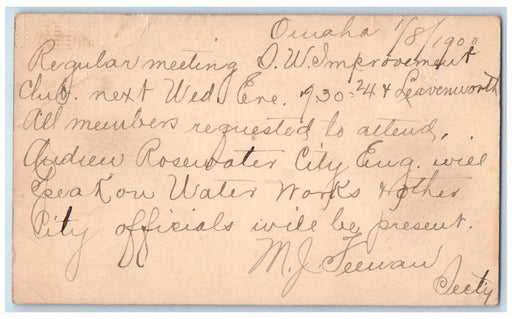 Omaha 1/8/1900
Regular meeting S.W. Improvement
Club. next Wed. Eve. 730 - 24 & Leavenworth
All members requested to attend,
Andrew Rosewater City Eng. will
speak on Water Works & other
City officials will be present.
M. J. Feenan
Secty